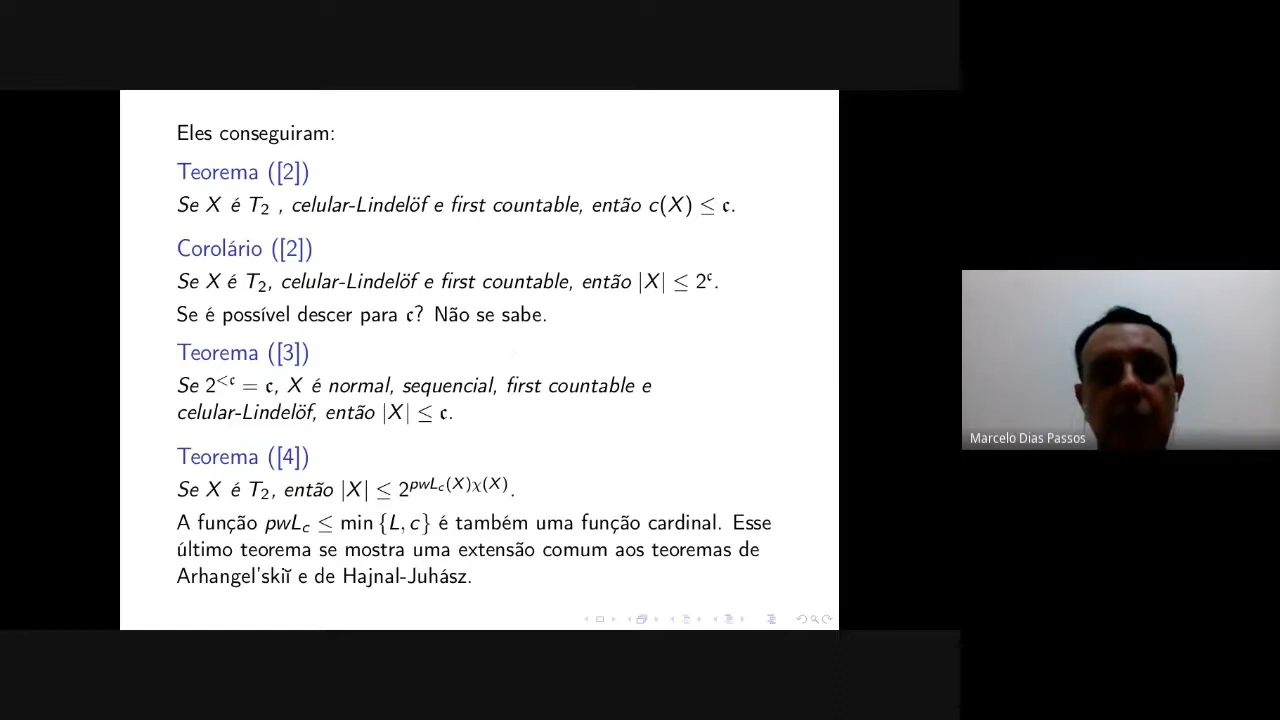 Eles conseguiram:
Teorema ([2])
Se X é T₂ , celular-Lindelöf e first countable, então c(X) ≤ 𝔠.
Corolário ([2])
Se X é T₂, celular-Lindelöf e first countable, então |X| ≤ 2^𝔠.
Se é possível descer para 𝔠? Não se sabe.
Teorema ([3])
Se 2^{<𝔠} = 𝔠, X é normal, sequencial, first countable e
celular-Lindelöf, então |X| ≤ 𝔠.
Teorema ([4])
Se X é T₂, então |X| ≤ 2^{pwL_c(X)χ(X)}.
A função pwL_c ≤ min {L, c} é também uma função cardinal. Esse
último teorema se mostra uma extensão comum aos teoremas de
Arhangel'skiĭ e de Hajnal-Juhász.
Marcelo Dias Passos